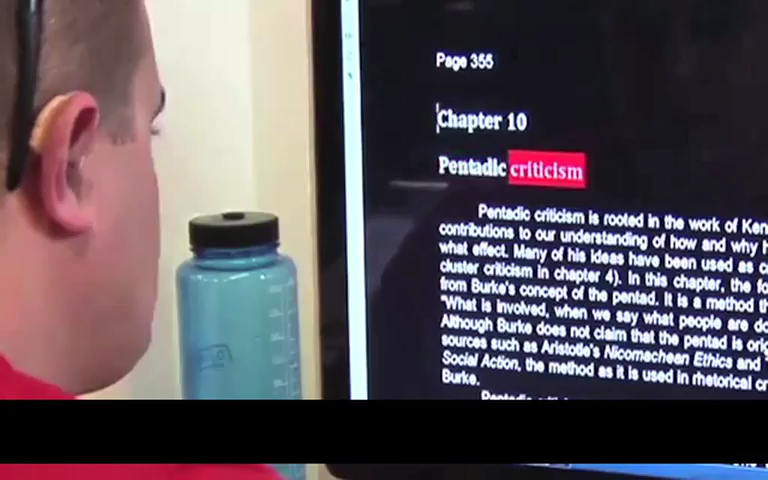 Page 355
Chapter 10
Pentadic criticism
Pentadic criticism is rooted in the work of Ken
contributions to our understanding of how and why h
what effect. Many of his ideas have been used as c
cluster criticism in chapter 4). In this chapter, the fo
from Burke's concept of the pentad. It is a method th
"What is involved, when we say what people are do
Although Burke does not claim that the pentad is orig
sources such as Aristotle's Nicomachean Ethics and "
Social Action, the method as it is used in rhetorical cr
Burke.